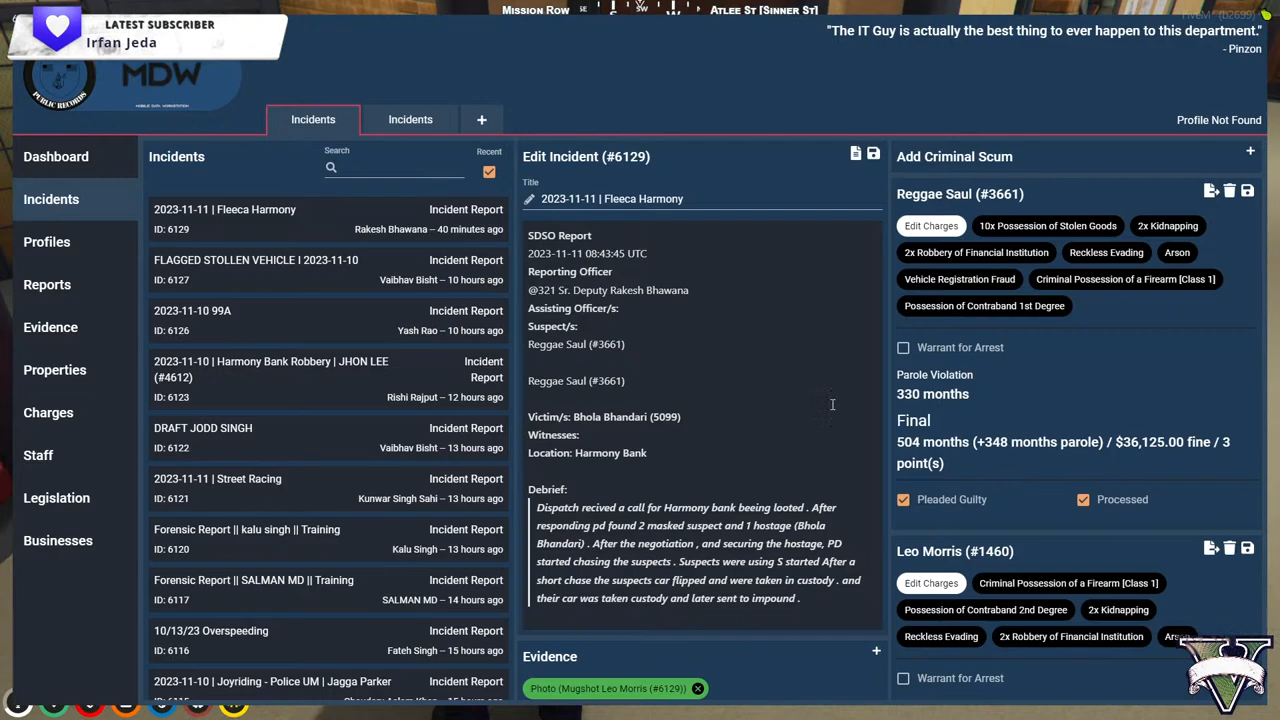 Mission Row
SE
SW
W
Atlee St [Sinner St]
LATEST SUBSCRIBER
Irfan Jeda
FiveM® (b2699)
"The IT Guy is actually the best thing to ever happen to this department."
- Pinzon
PUBLIC RECORDS
MDW
MOBILE DATA WORKSTATION
Incidents
Incidents
+
Profile Not Found
Dashboard
Incidents
Profiles
Reports
Evidence
Properties
Charges
Staff
Legislation
Businesses
Incidents
Search
Recent
2023-11-11 | Fleeca Harmony
Incident Report
ID: 6129
Rakesh Bhawana – 40 minutes ago
FLAGGED STOLLEN VEHICLE I 2023-11-10
Incident Report
ID: 6127
Vaibhav Bisht – 10 hours ago
2023-11-10 99A
Incident Report
ID: 6126
Yash Rao – 10 hours ago
2023-11-10 | Harmony Bank Robbery | JHON LEE
(#4612)
Incident
Report
ID: 6123
Rishi Rajput – 12 hours ago
DRAFT JODD SINGH
Incident Report
ID: 6122
Vaibhav Bisht – 13 hours ago
2023-11-11 | Street Racing
Incident Report
ID: 6121
Kunwar Singh Sahi – 13 hours ago
Forensic Report || kalu singh || Training
Incident Report
ID: 6120
Kalu Singh – 13 hours ago
Forensic Report || SALMAN MD || Training
Incident Report
ID: 6117
SALMAN MD – 14 hours ago
10/13/23 Overspeeding
Incident Report
ID: 6116
Fateh Singh – 15 hours ago
2023-11-10 | Joyriding - Police UM | Jagga Parker
Incident Report
Edit Incident (#6129)
Title
2023-11-11 | Fleeca Harmony
SDSO Report
2023-11-11 08:43:45 UTC
Reporting Officer
@321 Sr. Deputy Rakesh Bhawana
Assisting Officer/s:
Suspect/s:
Reggae Saul (#3661)
Reggae Saul (#3661)
Victim/s: Bhola Bhandari (5099)
Witnesses:
Location: Harmony Bank
Debrief:
Dispatch recived a call for Harmony bank beeing looted . After
responding pd found 2 masked suspect and 1 hostage (Bhola
Bhandari) . After the negotiation , and securing the hostage, PD
started chasing the suspects . Suspects were using S started After a
short chase the suspects car flipped and were taken in custody . and
their car was taken custody and later sent to impound .
Evidence
+
Photo (Mugshot Leo Morris (#6129))
Add Criminal Scum
+
Reggae Saul (#3661)
Edit Charges
10x Possession of Stolen Goods
2x Kidnapping
2x Robbery of Financial Institution
Reckless Evading
Arson
Vehicle Registration Fraud
Criminal Possession of a Firearm [Class 1]
Possession of Contraband 1st Degree
Warrant for Arrest
Parole Violation
330 months
Final
504 months (+348 months parole) / $36,125.00 fine / 3
point(s)
Pleaded Guilty
Processed
Leo Morris (#1460)
Edit Charges
Criminal Possession of a Firearm [Class 1]
Possession of Contraband 2nd Degree
2x Kidnapping
Reckless Evading
2x Robbery of Financial Institution
Warrant for Arrest
V